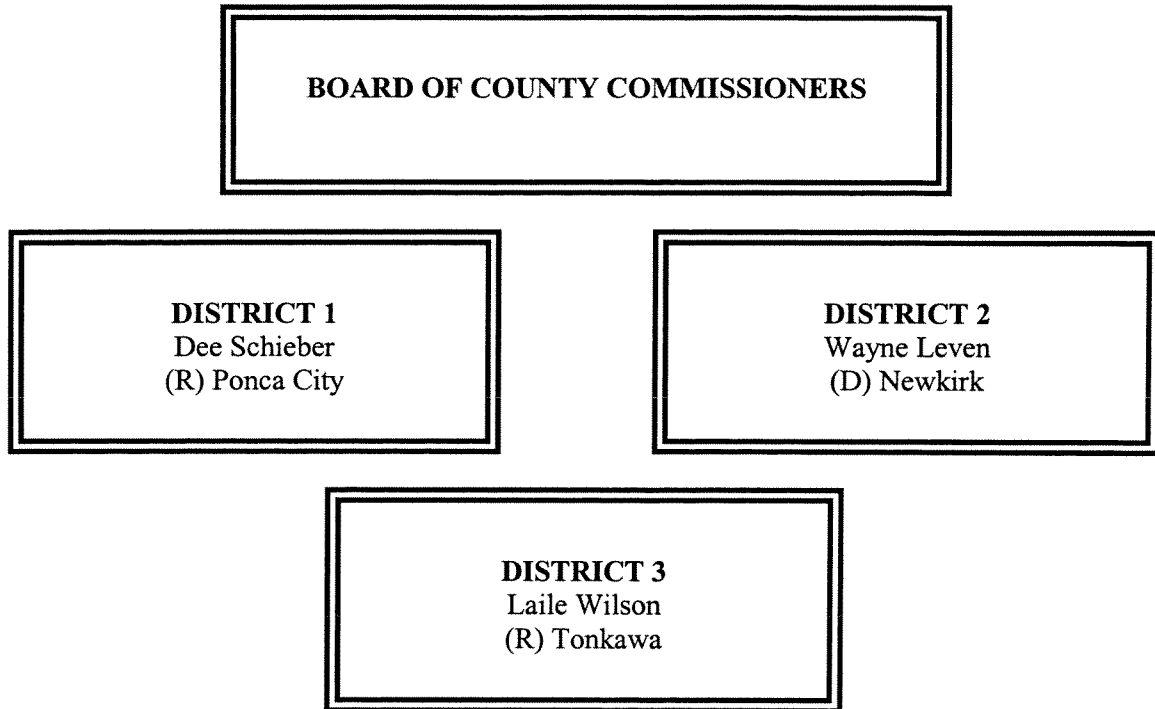 BOARD OF COUNTY COMMISSIONERS
DISTRICT 1
Dee Schieber
(R) Ponca City
DISTRICT 2
Wayne Leven
(D) Newkirk
DISTRICT 3
Laile Wilson
(R) Tonkawa